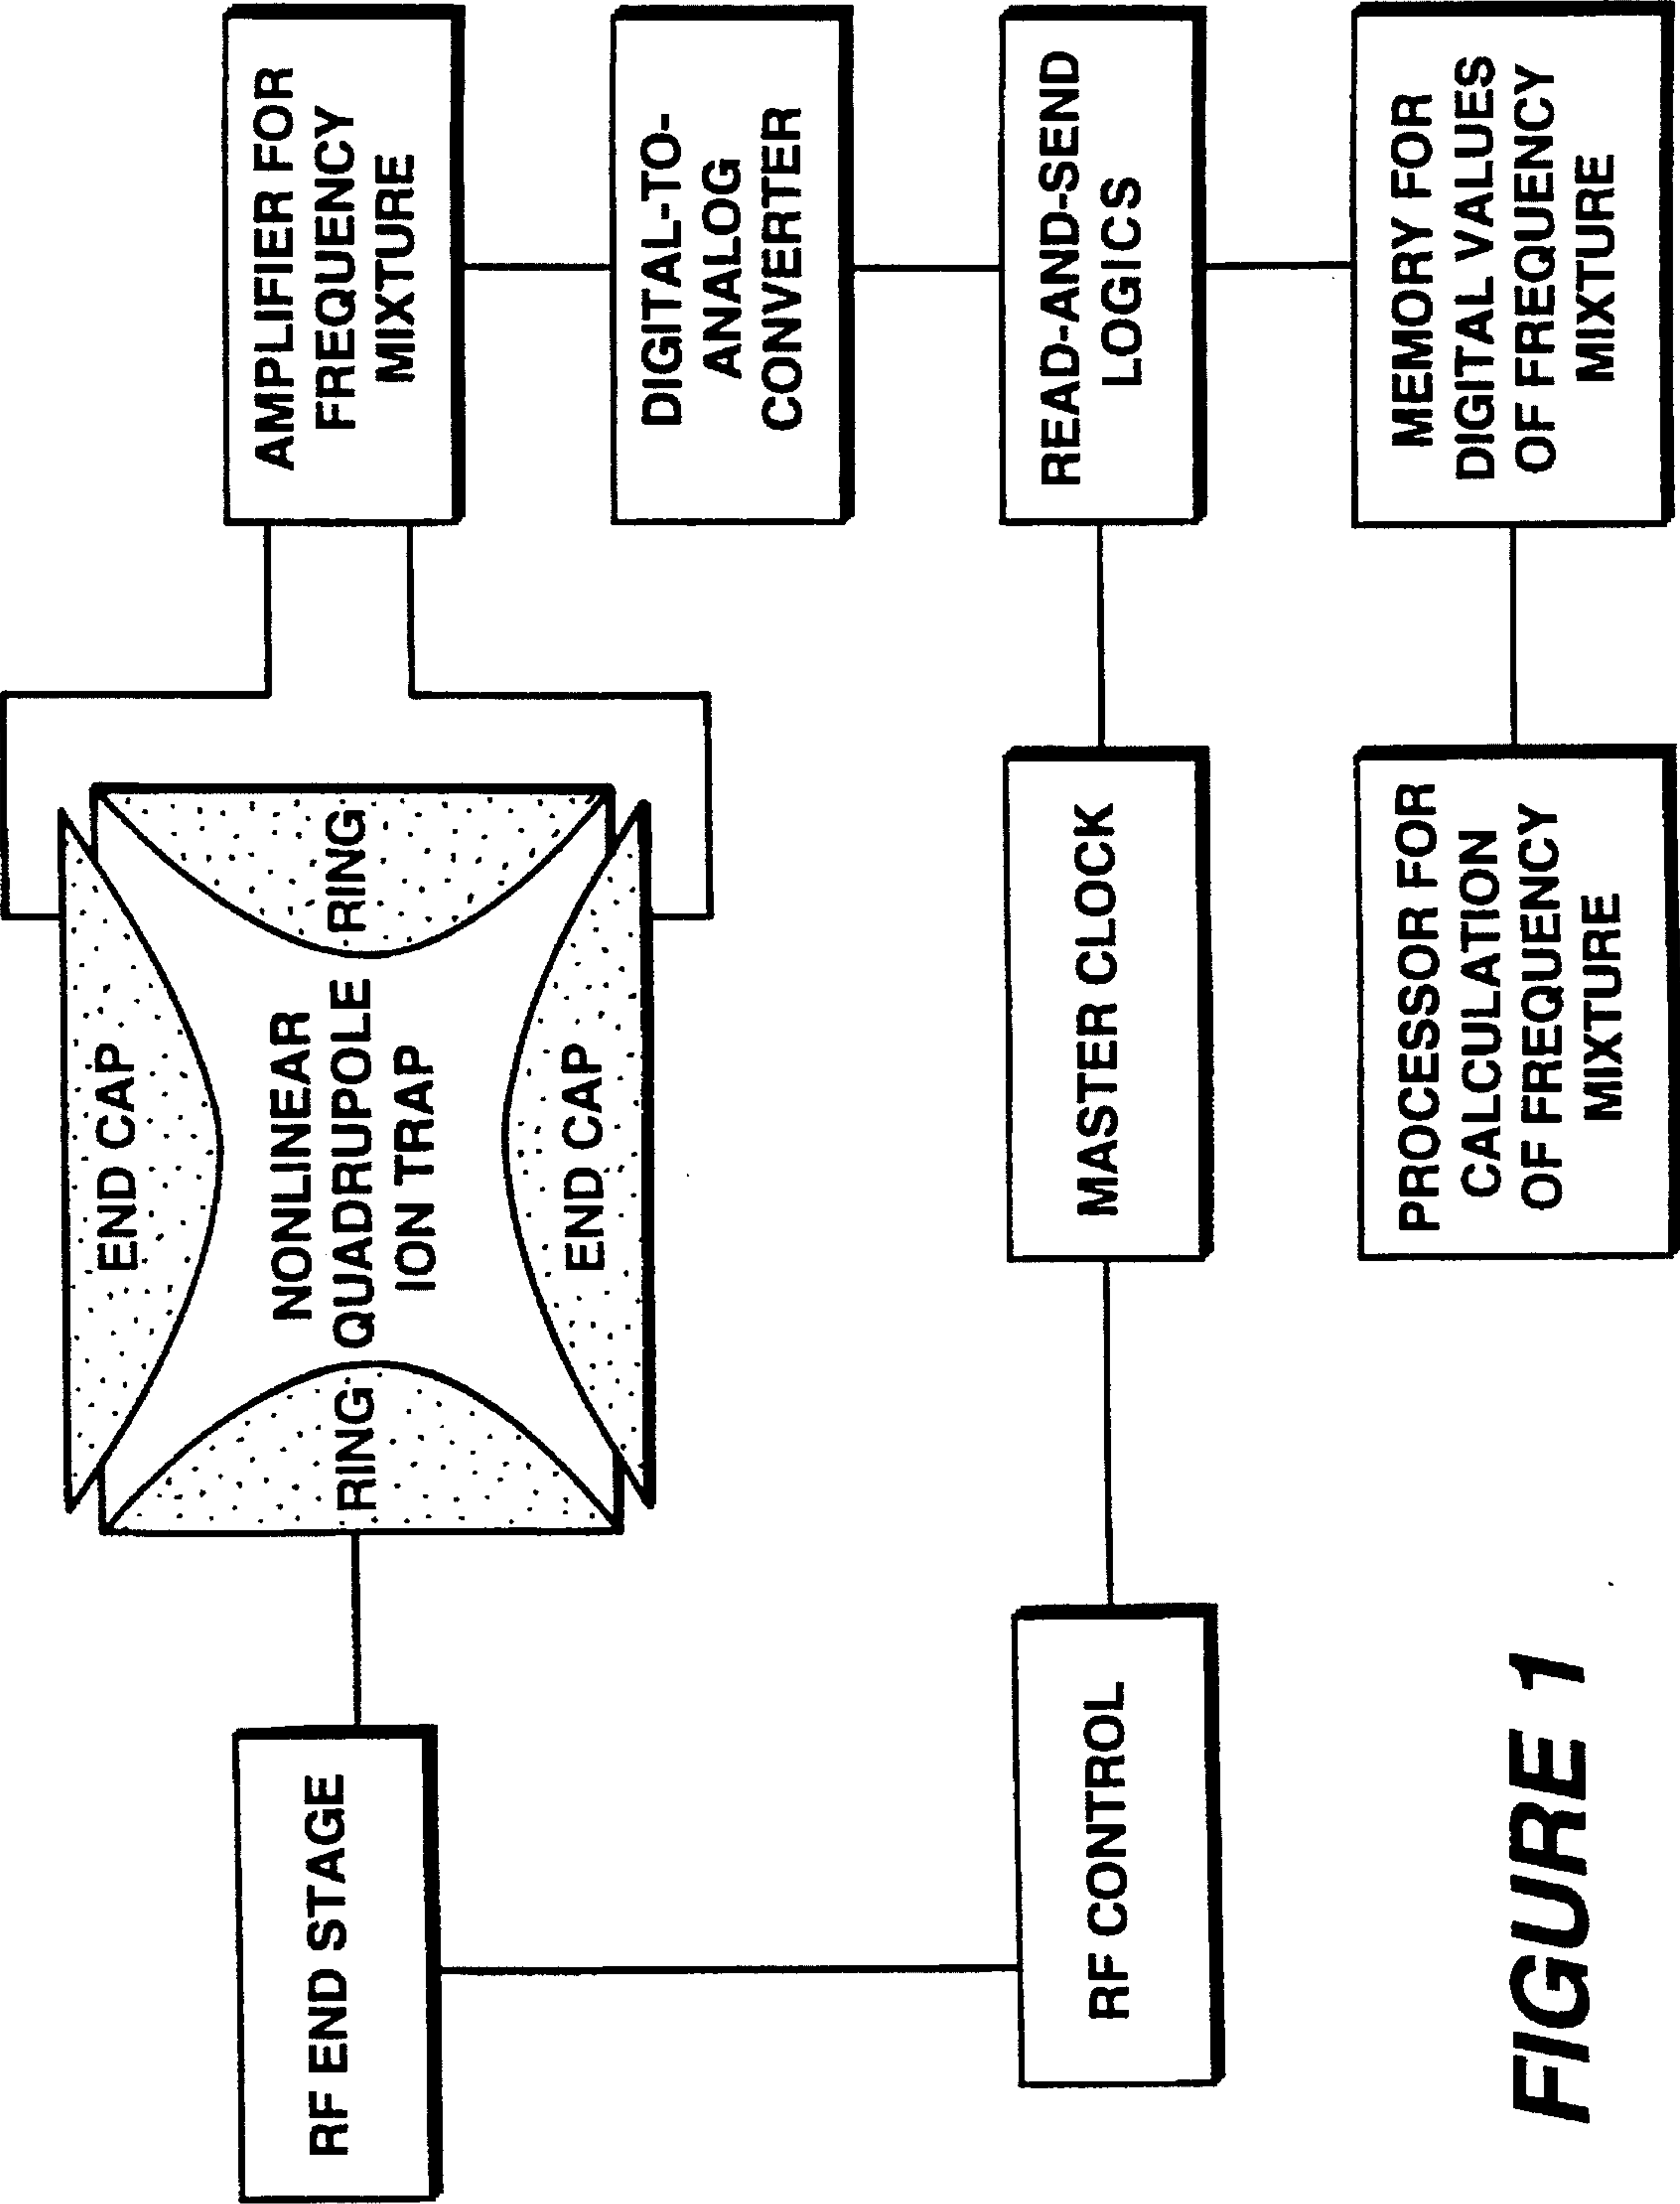 END CAP
NONLINEAR
RING QUADRUPOLE RING
ION TRAP
END CAP
RF END STAGE
AMPLIFIER FOR
FREQUENCY
MIXTURE
DIGITAL-TO-
ANALOG
CONVERTER
RF CONTROL
MASTER CLOCK
READ-AND-SEND
LOGICS
PROCESSOR FOR
CALCULATION
OF FREQUENCY
MIXTURE
MEMORY FOR
DIGITAL VALUES
OF FREQUENCY
MIXTURE
FIGURE 1